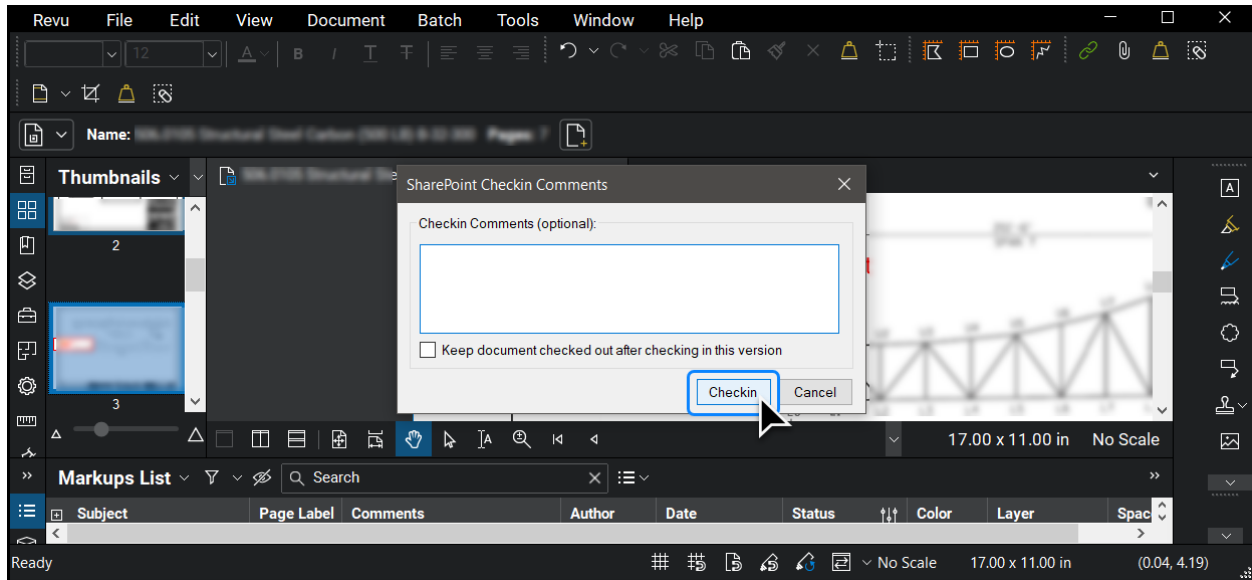 Revu File Edit View Document Batch Tools Window Help
12 A B I T T
Name: Pages: 7
Thumbnails
SharePoint Checkin Comments
A
Checkin Comments (optional):
2
Keep document checked out after checking in this version
Checkin Cancel
3
17.00 x 11.00 in No Scale
Markups List Search
Subject Page Label Comments Author Date Status Color Layer Spac
Ready No Scale 17.00 x 11.00 in (0.04, 4.19)